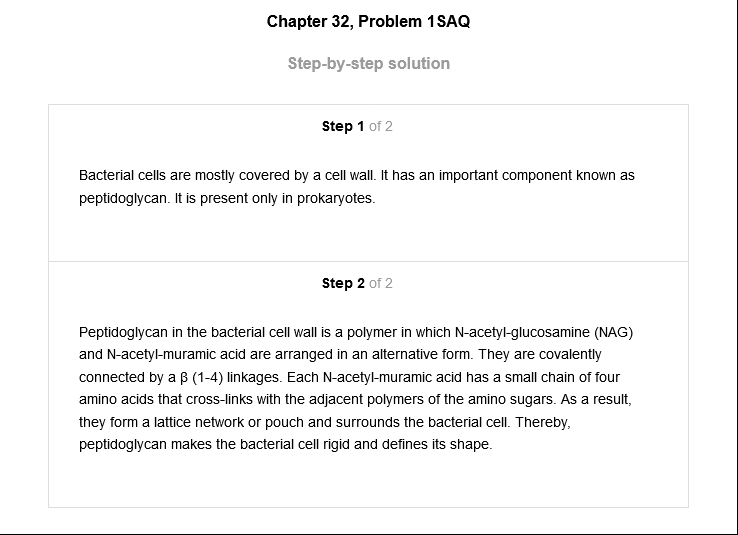 Chapter 32, Problem 1SAQ
Step-by-step solution
Step 1 of 2
Bacterial cells are mostly covered by a cell wall. It has an important component known as
peptidoglycan. It is present only in prokaryotes.
Step 2 of 2
Peptidoglycan in the bacterial cell wall is a polymer in which N-acetyl-glucosamine (NAG)
and N-acetyl-muramic acid are arranged in an alternative form. They are covalently
connected by a β (1-4) linkages. Each N-acetyl-muramic acid has a small chain of four
amino acids that cross-links with the adjacent polymers of the amino sugars. As a result,
they form a lattice network or pouch and surrounds the bacterial cell. Thereby,
peptidoglycan makes the bacterial cell rigid and defines its shape.